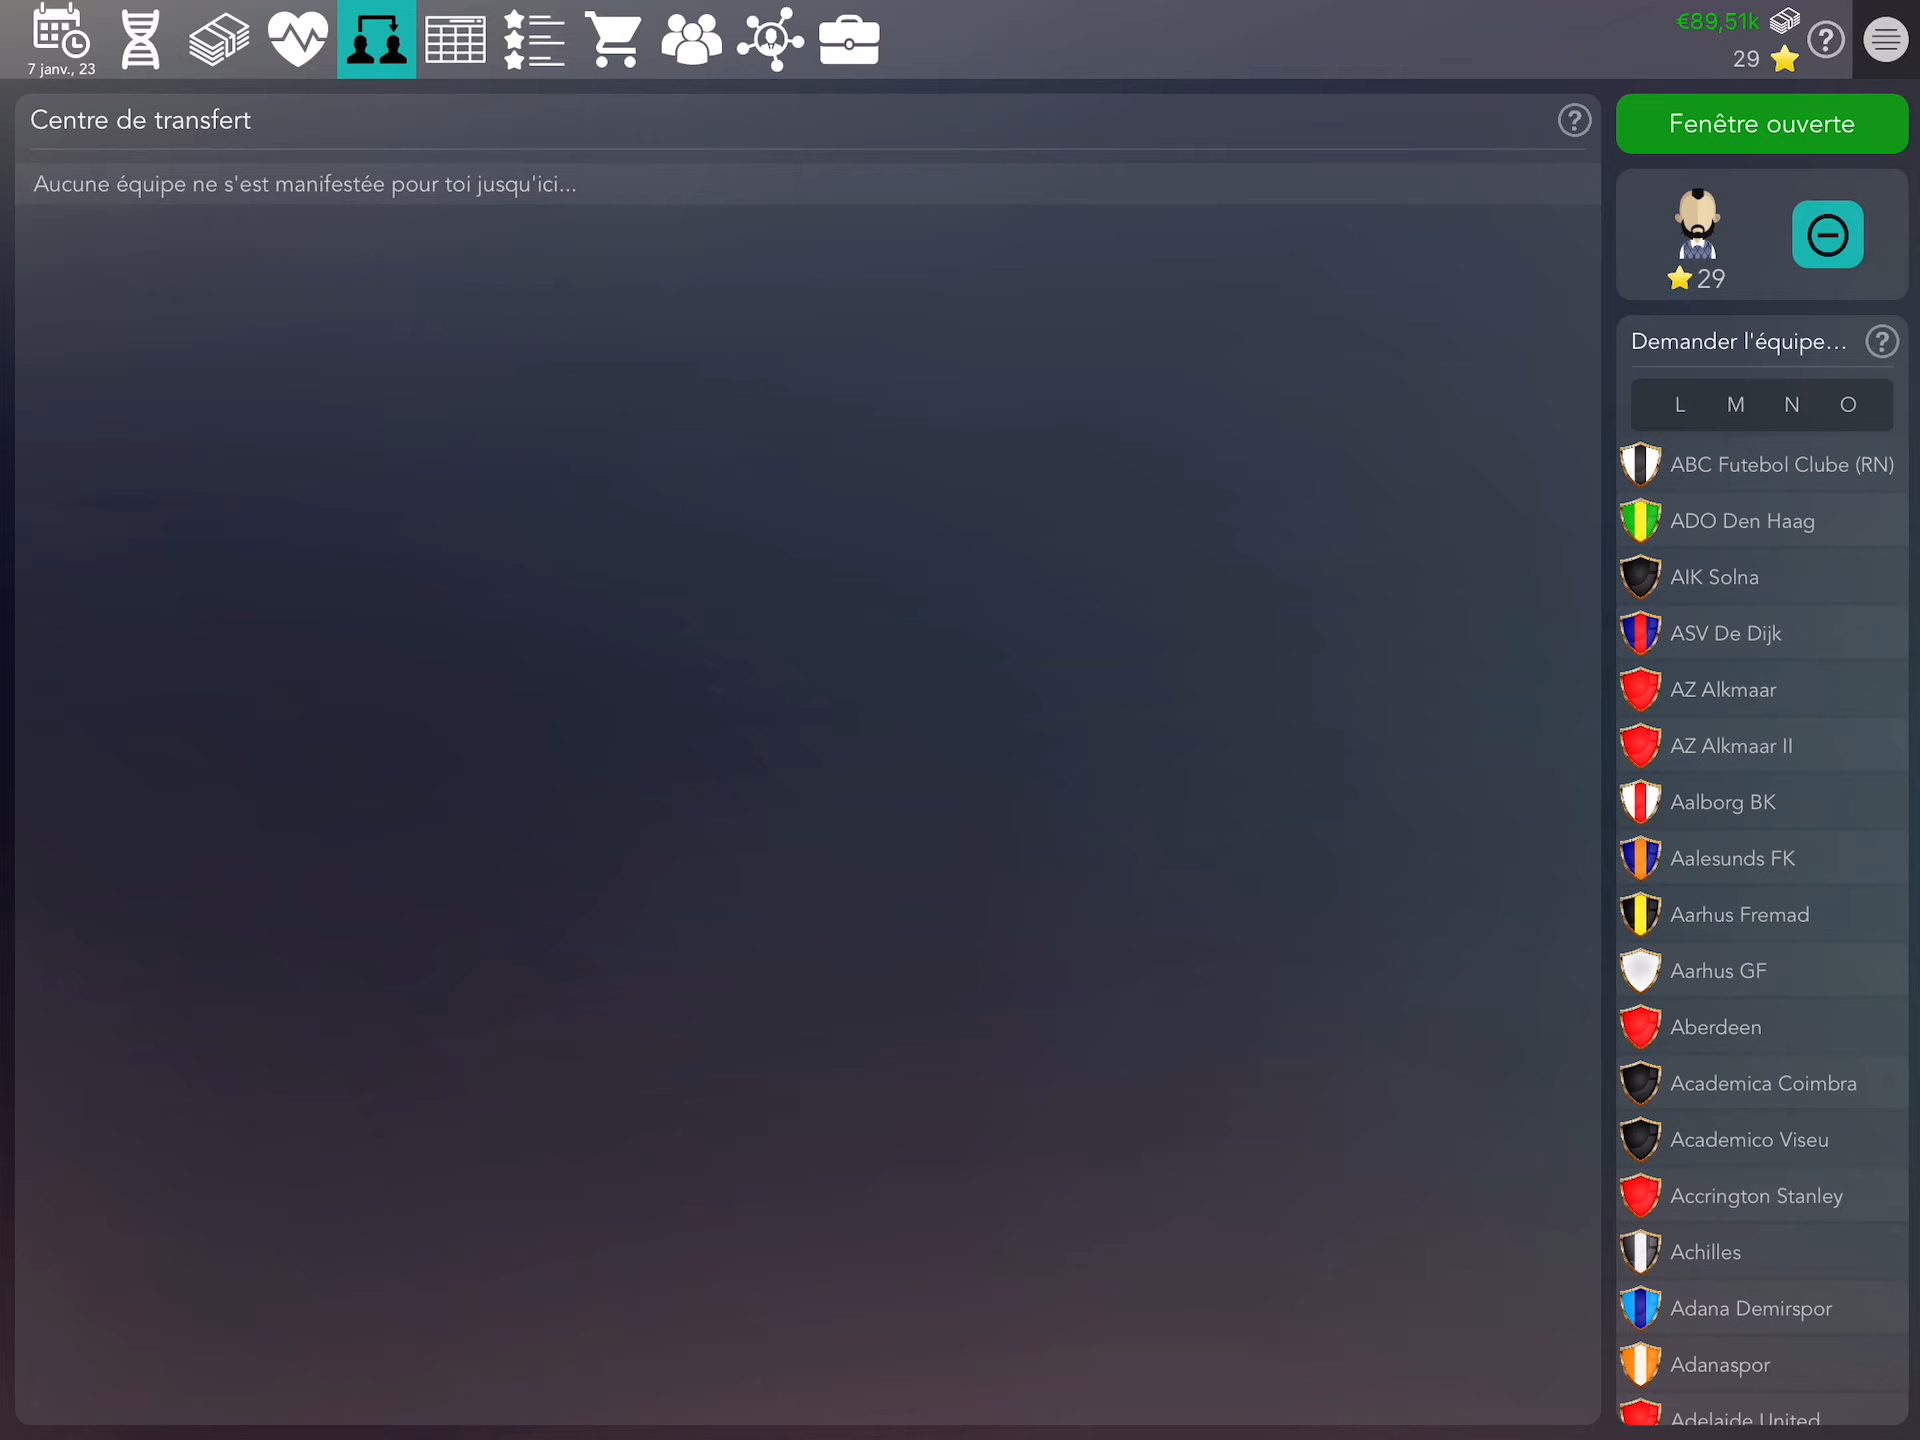 7 janv., 23
€89,51k
29
Centre de transfert
Aucune équipe ne s'est manifestée pour toi jusqu'ici...
Fenêtre ouverte
29
Demander l'équipe...
L M N O
ABC Futebol Clube (RN)
ADO Den Haag
AIK Solna
ASV De Dijk
AZ Alkmaar
AZ Alkmaar II
Aalborg BK
Aalesunds FK
Aarhus Fremad
Aarhus GF
Aberdeen
Academica Coimbra
Academico Viseu
Accrington Stanley
Achilles
Adana Demirspor
Adanaspor
Adelaide United